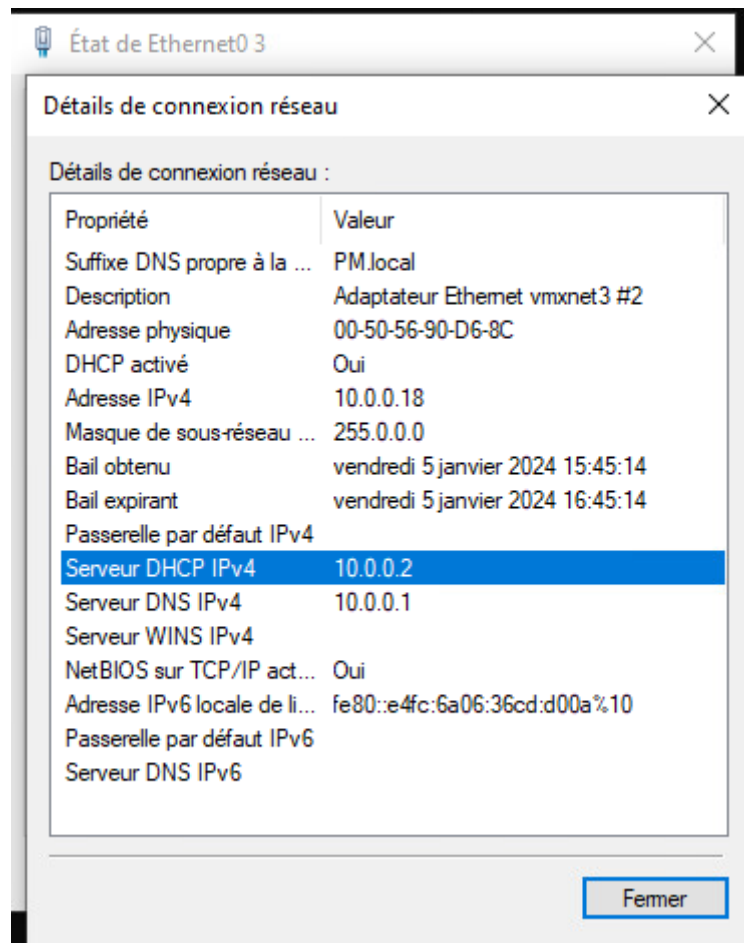 État de Ethernet0 3
Détails de connexion réseau
Détails de connexion réseau :
Propriété Valeur
Suffixe DNS propre à la ... PM.local
Description Adaptateur Ethernet vmxnet3 #2
Adresse physique 00-50-56-90-D6-8C
DHCP activé Oui
Adresse IPv4 10.0.0.18
Masque de sous-réseau ... 255.0.0.0
Bail obtenu vendredi 5 janvier 2024 15:45:14
Bail expirant vendredi 5 janvier 2024 16:45:14
Passerelle par défaut IPv4
Serveur DHCP IPv4 10.0.0.2
Serveur DNS IPv4 10.0.0.1
Serveur WINS IPv4
NetBIOS sur TCP/IP act... Oui
Adresse IPv6 locale de li... fe80::e4fc:6a06:36cd:d00a%10
Passerelle par défaut IPv6
Serveur DNS IPv6
Fermer